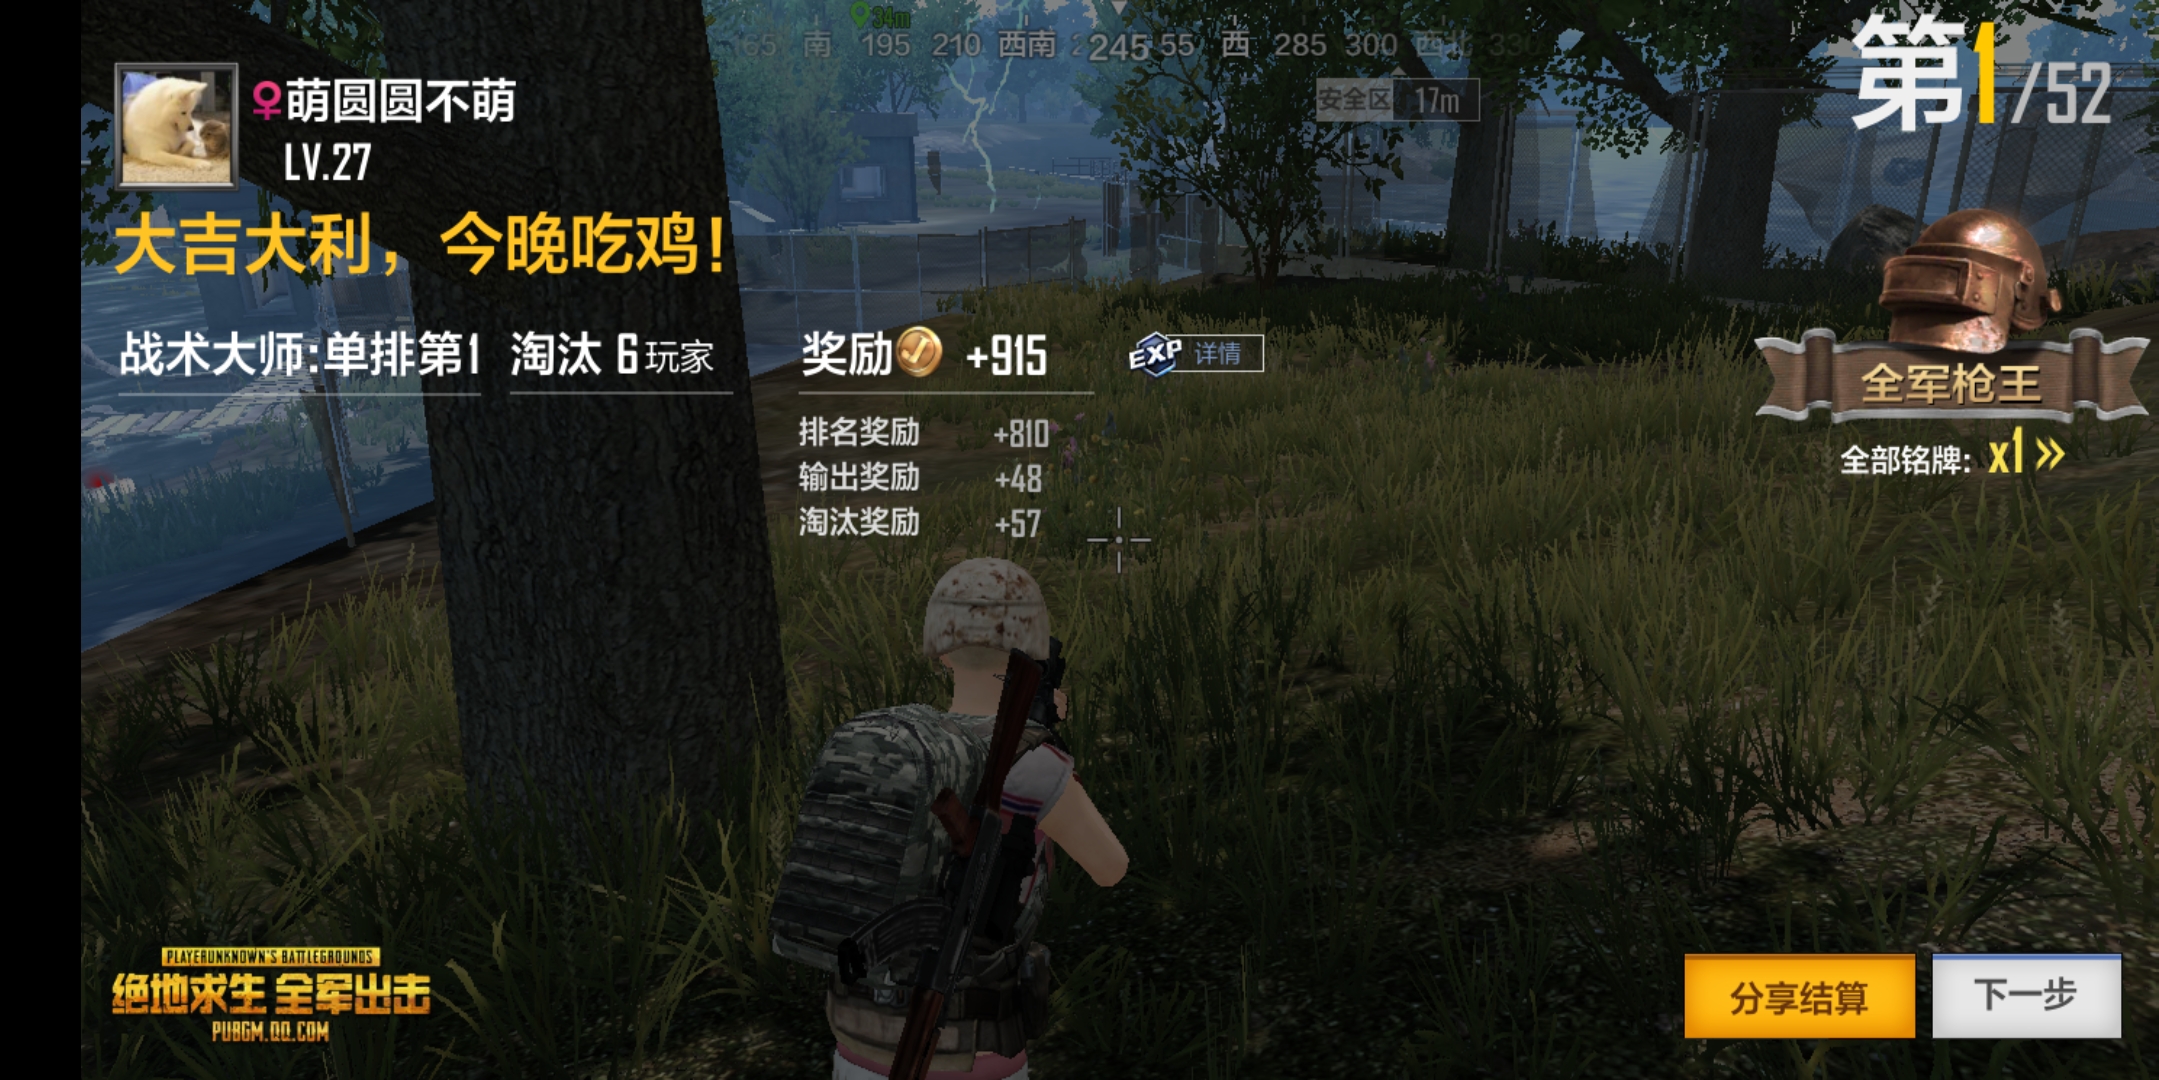 34m
南 195 210 西南 245 55 西 285 300 西北
安全区 17m
第1/52
萌圆圆不萌
LV.27
大吉大利，今晚吃鸡！
战术大师:单排第1 淘汰 6 玩家 奖励 +915 EXP 详情
排名奖励 +810
输出奖励 +48
淘汰奖励 +57
全军枪王
全部铭牌: x1 »
PLAYERUNKNOWN'S BATTLEGROUNDS
绝地求生 全军出击
PUBGM.QQ.COM
分享结算 下一步